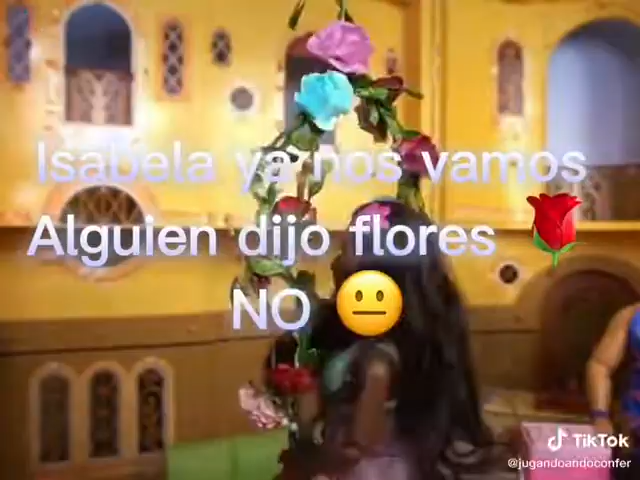 Isabela ya nos vamos
Alguien dijo flores 🌹
NO 😐
TikTok
@jugandoandoconfer